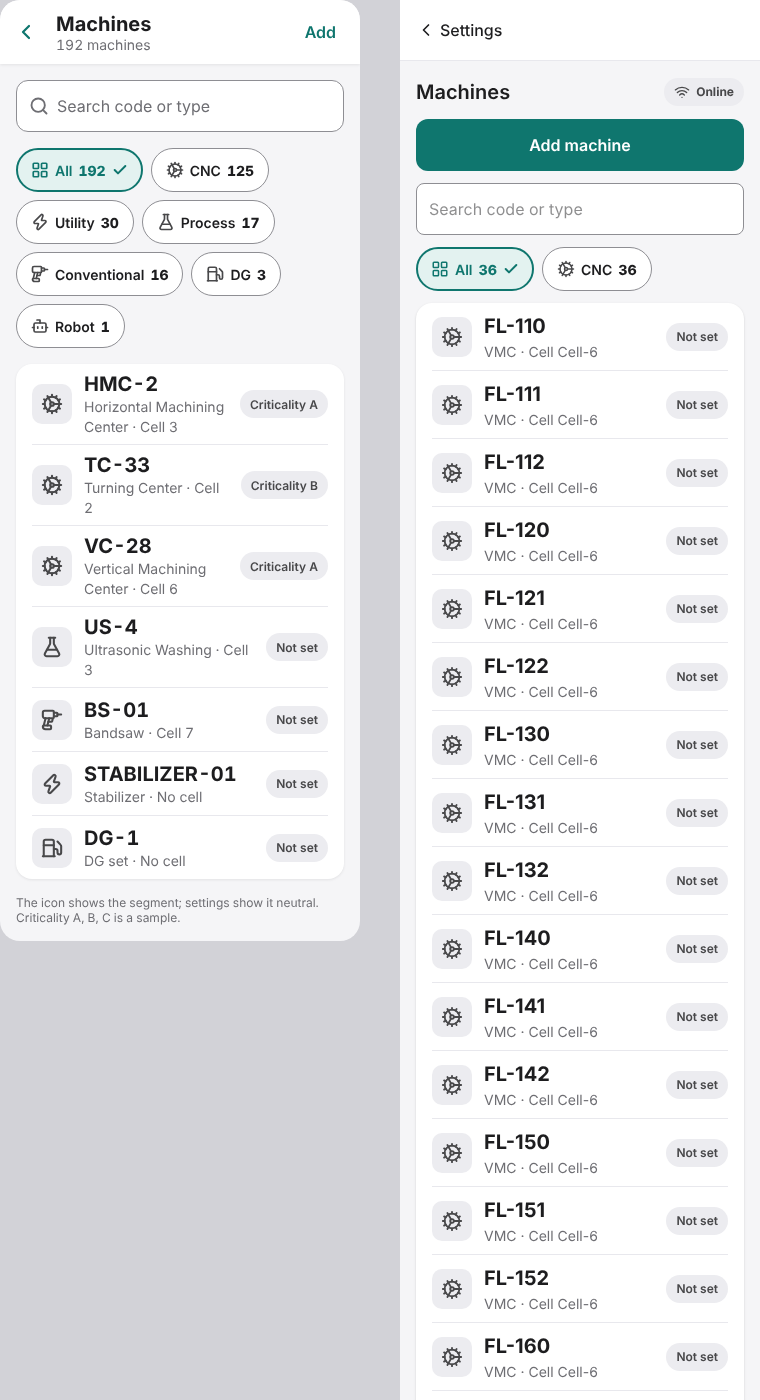 Machines
192 machines
Add
Search code or type
All 192
CNC 125
Utility 30
Process 17
Conventional 16
DG 3
Robot 1
HMC-2
Horizontal Machining
Center · Cell 3
Criticality A
TC-33
Turning Center · Cell
2
Criticality B
VC-28
Vertical Machining
Center · Cell 6
Criticality A
US-4
Ultrasonic Washing · Cell
3
Not set
BS-01
Bandsaw · Cell 7
Not set
STABILIZER-01
Stabilizer · No cell
Not set
DG-1
DG set · No cell
Not set
The icon shows the segment; settings show it neutral.
Criticality A, B, C is a sample.
Settings
Machines
Online
Add machine
Search code or type
All 36
CNC 36
FL-110
VMC · Cell Cell-6
Not set
FL-111
VMC · Cell Cell-6
Not set
FL-112
VMC · Cell Cell-6
Not set
FL-120
VMC · Cell Cell-6
Not set
FL-121
VMC · Cell Cell-6
Not set
FL-122
VMC · Cell Cell-6
Not set
FL-130
VMC · Cell Cell-6
Not set
FL-131
VMC · Cell Cell-6
Not set
FL-132
VMC · Cell Cell-6
Not set
FL-140
VMC · Cell Cell-6
Not set
FL-141
VMC · Cell Cell-6
Not set
FL-142
VMC · Cell Cell-6
Not set
FL-150
VMC · Cell Cell-6
Not set
FL-151
VMC · Cell Cell-6
Not set
FL-152
VMC · Cell Cell-6
Not set
FL-160
VMC · Cell Cell-6
Not set